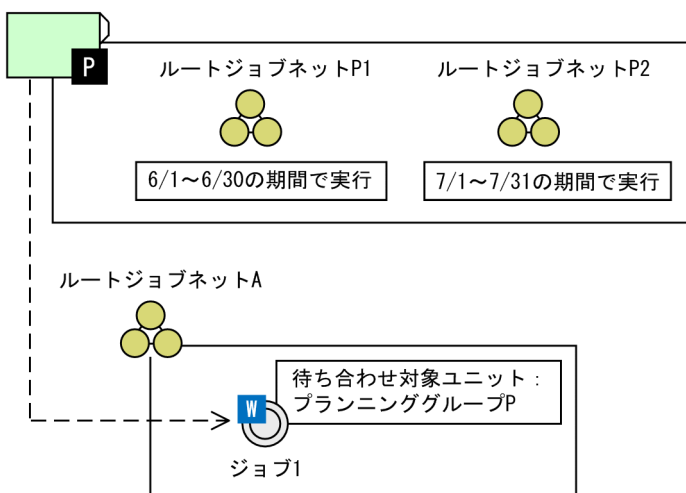 P
ルートジョブネットP1
ルートジョブネットP2
6/1～6/30の期間で実行
7/1～7/31の期間で実行
ルートジョブネットA
待ち合わせ対象ユニット：
プランニンググループP
W
ジョブ1